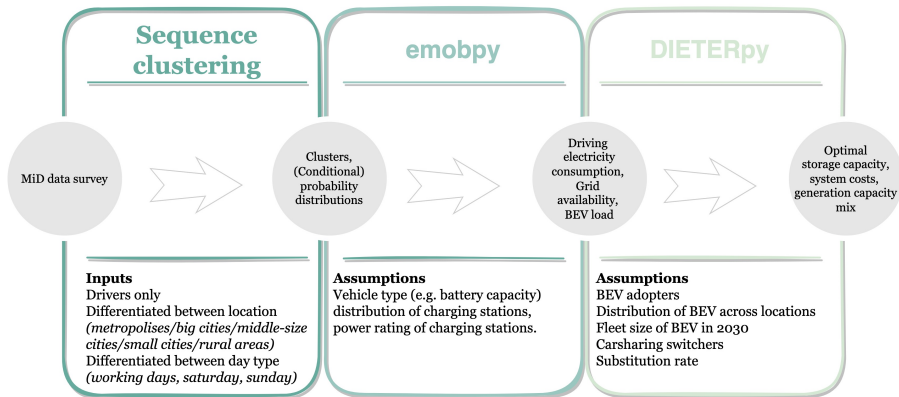 Sequence
clustering
emobpy
DIETERpy
MiD data survey
Clusters,
(Conditional)
probability
distributions
Driving
electricity
consumption,
Grid
availability,
BEV load
Optimal
storage capacity,
system costs,
generation capacity
mix
Inputs
Drivers only
Differentiated between location
(metropolises/big cities/middle-size
cities/small cities/rural areas)
Differentiated between day type
(working days, saturday, sunday)
Assumptions
Vehicle type (e.g. battery capacity)
distribution of charging stations,
power rating of charging stations.
Assumptions
BEV adopters
Distribution of BEV across locations
Fleet size of BEV in 2030
Carsharing switchers
Substitution rate